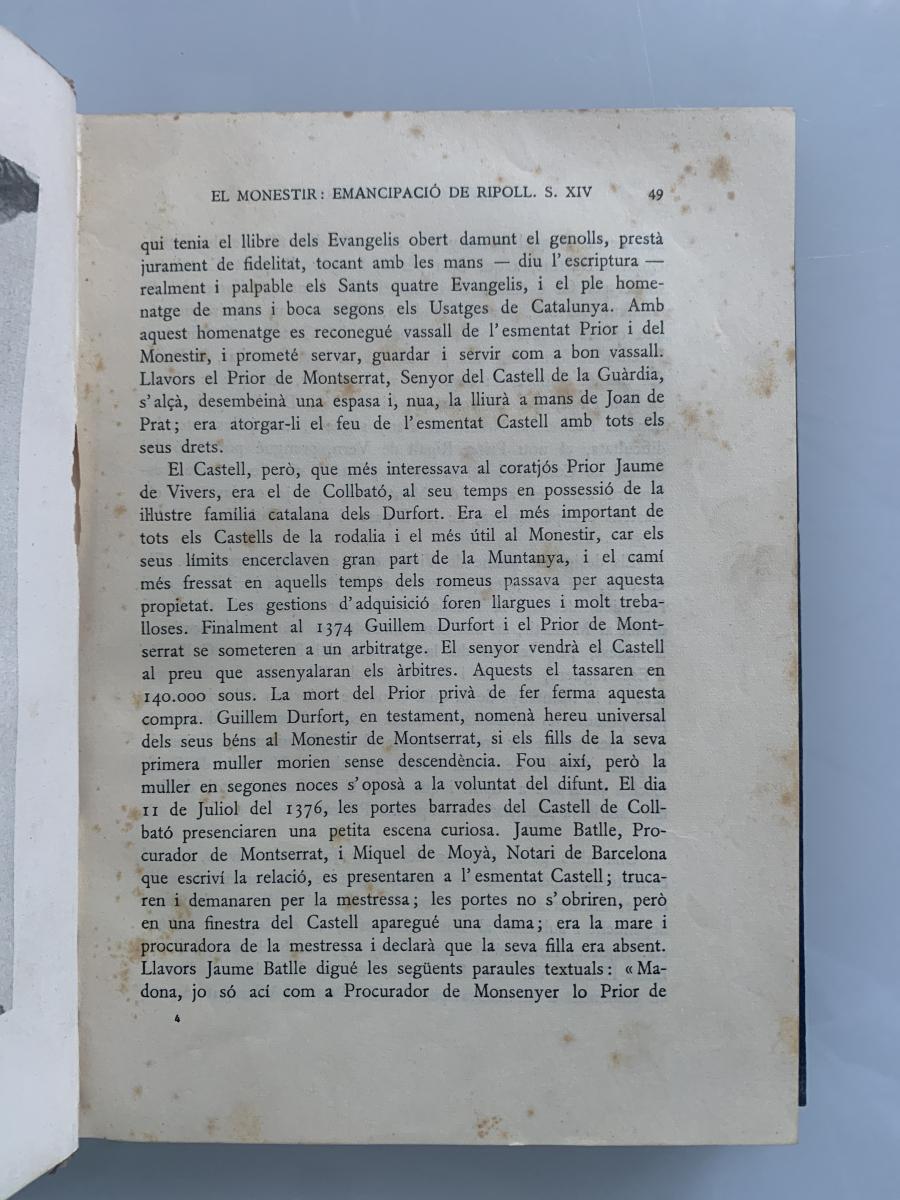 EL MONESTIR: EMANCIPACIÓ DE RIPOLL. S. XIV 49
qui tenia el llibre dels Evangelis obert damunt el genolls, prestà
jurament de fidelitat, tocant amb les mans — diu l'escriptura —
realment i palpable els Sants quatre Evangelis, i el ple home-
natge de mans i boca segons els Usatges de Catalunya. Amb
aquest homenatge es reconegué vassall de l'esmentat Prior i del
Monestir, i prometé servar, guardar i servir com a bon vassall.
Llavors el Prior de Montserrat, Senyor del Castell de la Guàrdia,
s'alçà, desembeinà una espasa i, nua, la lliurà a mans de Joan de
Prat; era atorgar-li el feu de l'esmentat Castell amb tots els
seus drets.
El Castell, però, que més interessava al coratjós Prior Jaume
de Vivers, era el de Collbató, al seu temps en possessió de la
iŀlustre família catalana dels Durfort. Era el més important de
tots els Castells de la rodalia i el més útil al Monestir, car els
seus límits encerclaven gran part de la Muntanya, i el camí
més fressat en aquells temps dels romeus passava per aquesta
propietat. Les gestions d'adquisició foren llargues i molt treba-
lloses. Finalment al 1374 Guillem Durfort i el Prior de Mont-
serrat se someteren a un arbitratge. El senyor vendrà el Castell
al preu que assenyalaran els àrbitres. Aquests el tassaren en
140.000 sous. La mort del Prior privà de fer ferma aquesta
compra. Guillem Durfort, en testament, nomenà hereu universal
dels seus béns al Monestir de Montserrat, si els fills de la seva
primera muller morien sense descendència. Fou així, però la
muller en segones noces s'oposà a la voluntat del difunt. El dia
11 de Juliol del 1376, les portes barrades del Castell de Coll-
bató presenciaren una petita escena curiosa. Jaume Batlle, Pro-
curador de Montserrat, i Miquel de Moyà, Notari de Barcelona
que escriví la relació, es presentaren a l'esmentat Castell; truca-
ren i demanaren per la mestressa; les portes no s'obriren, però
en una finestra del Castell aparegué una dama; era la mare i
procuradora de la mestressa i declarà que la seva filla era absent.
Llavors Jaume Batlle digué les següents paraules textuals: « Ma-
dona, jo só ací com a Procurador de Monsenyer lo Prior de
4